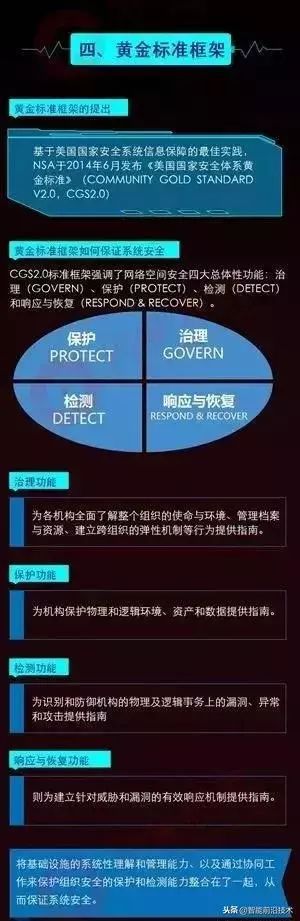 四、黄金标准框架
黄金标准框架的提出
基于美国国家安全系统信息保障的最佳实践，
NSA于2014年6月发布《美国国家安全体系黄
金标准》（COMMUNITY GOLD STANDARD
V2.0，CGS2.0）
黄金标准框架如何保证系统安全
CGS2.0标准框架强调了网络空间安全四大总体性功能：治
理（GOVERN）、保护（PROTECT）、检测（DETECT）
和响应与恢复（RESPOND & RECOVER）。
保护
PROTECT
治理
GOVERN
检测
DETECT
响应与恢复
RESPOND & RECOVER
治理功能
为各机构全面了解整个组织的使命与环境、管理档案
与资源、建立跨组织的弹性机制等行为提供指南。
保护功能
为机构保护物理和逻辑环境、资产和数据提供指南。
检测功能
为识别和防御机构的物理及逻辑事务上的漏洞、异常
和攻击提供指南
响应与恢复功能
则为建立针对威胁和漏洞的有效响应机制提供指南。
将基础设施的系统性理解和管理能力、以及通过协同工
作来保护组织安全的保护和检测能力整合在了一起，从
而保证系统安全。
头条@智能前沿技术